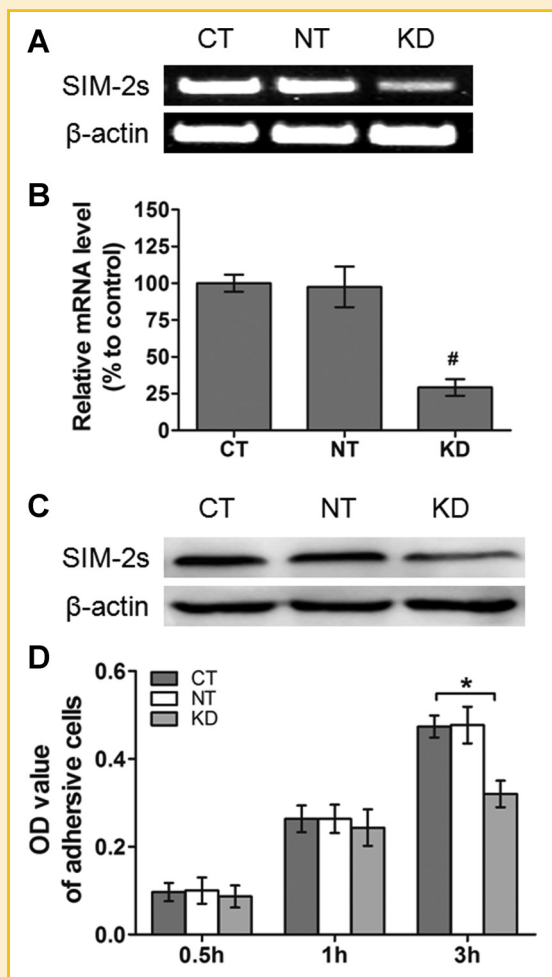 A
CT NT KD
SIM-2s
β-actin
B
Relative mRNA level
(% to control)
150
125
100
75
50
25
0
#
CT NT KD
C
CT NT KD
SIM-2s
β-actin
D
OD value
of adhersive cells
0.6
0.4
0.2
0.0
CT
NT
KD
*
0.5h 1h 3h